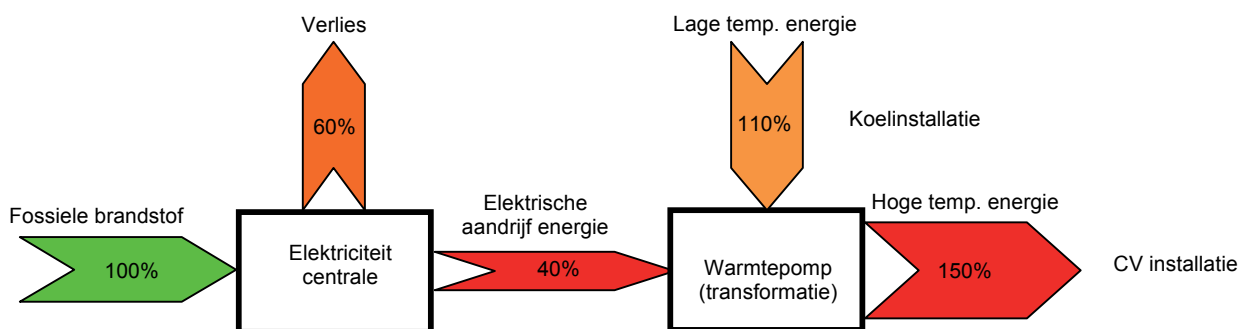 Verlies
Lage temp. energie
60%
110%
Koelinstallatie
Fossiele brandstof
Elektrische
aandrijf energie
Hoge temp. energie
100%
Elektriciteit
centrale
40%
Warmtepomp
(transformatie)
150%
CV installatie